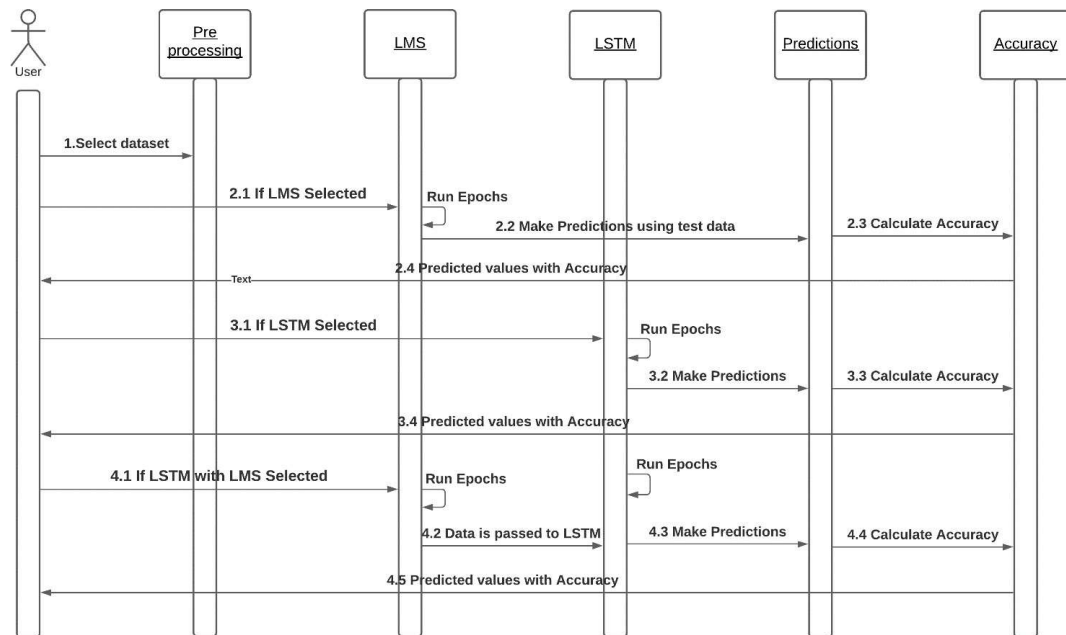 Pre
processing
LMS
LSTM
Predictions
Accuracy
User
1.Select dataset
2.1 If LMS Selected
Run Epochs
2.2 Make Predictions using test data
2.3 Calculate Accuracy
2.4 Predicted values with Accuracy
Text
3.1 If LSTM Selected
Run Epochs
3.2 Make Predictions
3.3 Calculate Accuracy
3.4 Predicted values with Accuracy
4.1 If LSTM with LMS Selected
Run Epochs
Run Epochs
4.2 Data is passed to LSTM
4.3 Make Predictions
4.4 Calculate Accuracy
4.5 Predicted values with Accuracy